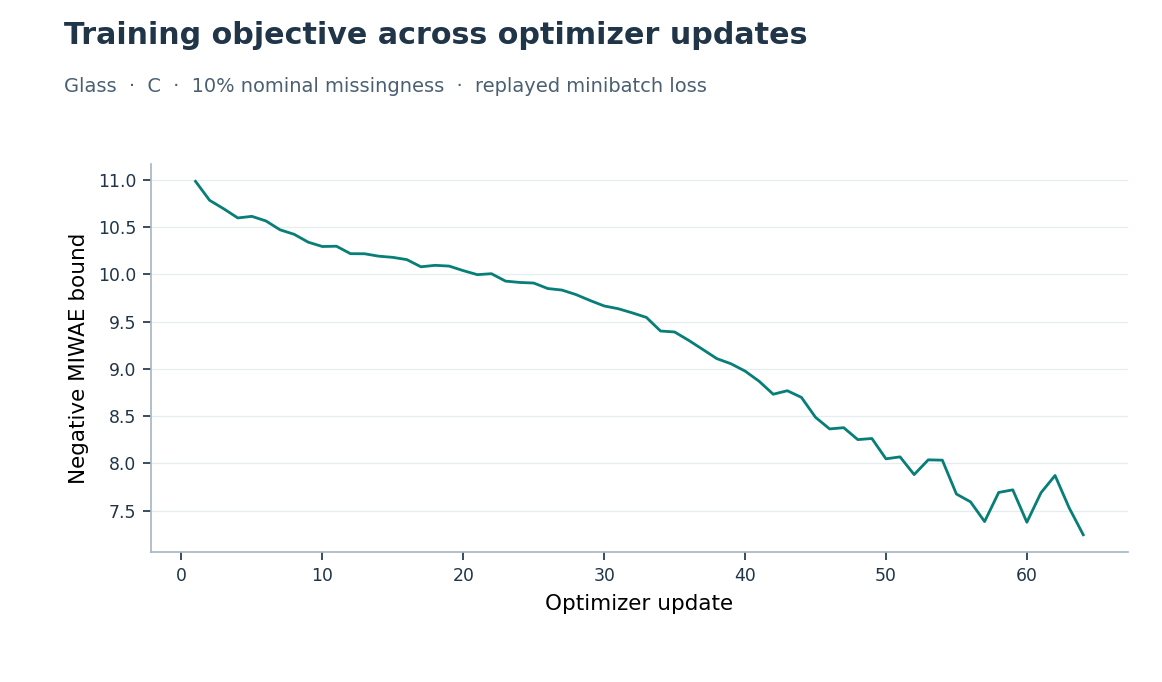 Training objective across optimizer updates
Glass · C · 10% nominal missingness · replayed minibatch loss
Negative MIWAE bound
11.0
10.5
10.0
9.5
9.0
8.5
8.0
7.5
0 10 20 30 40 50 60
Optimizer update